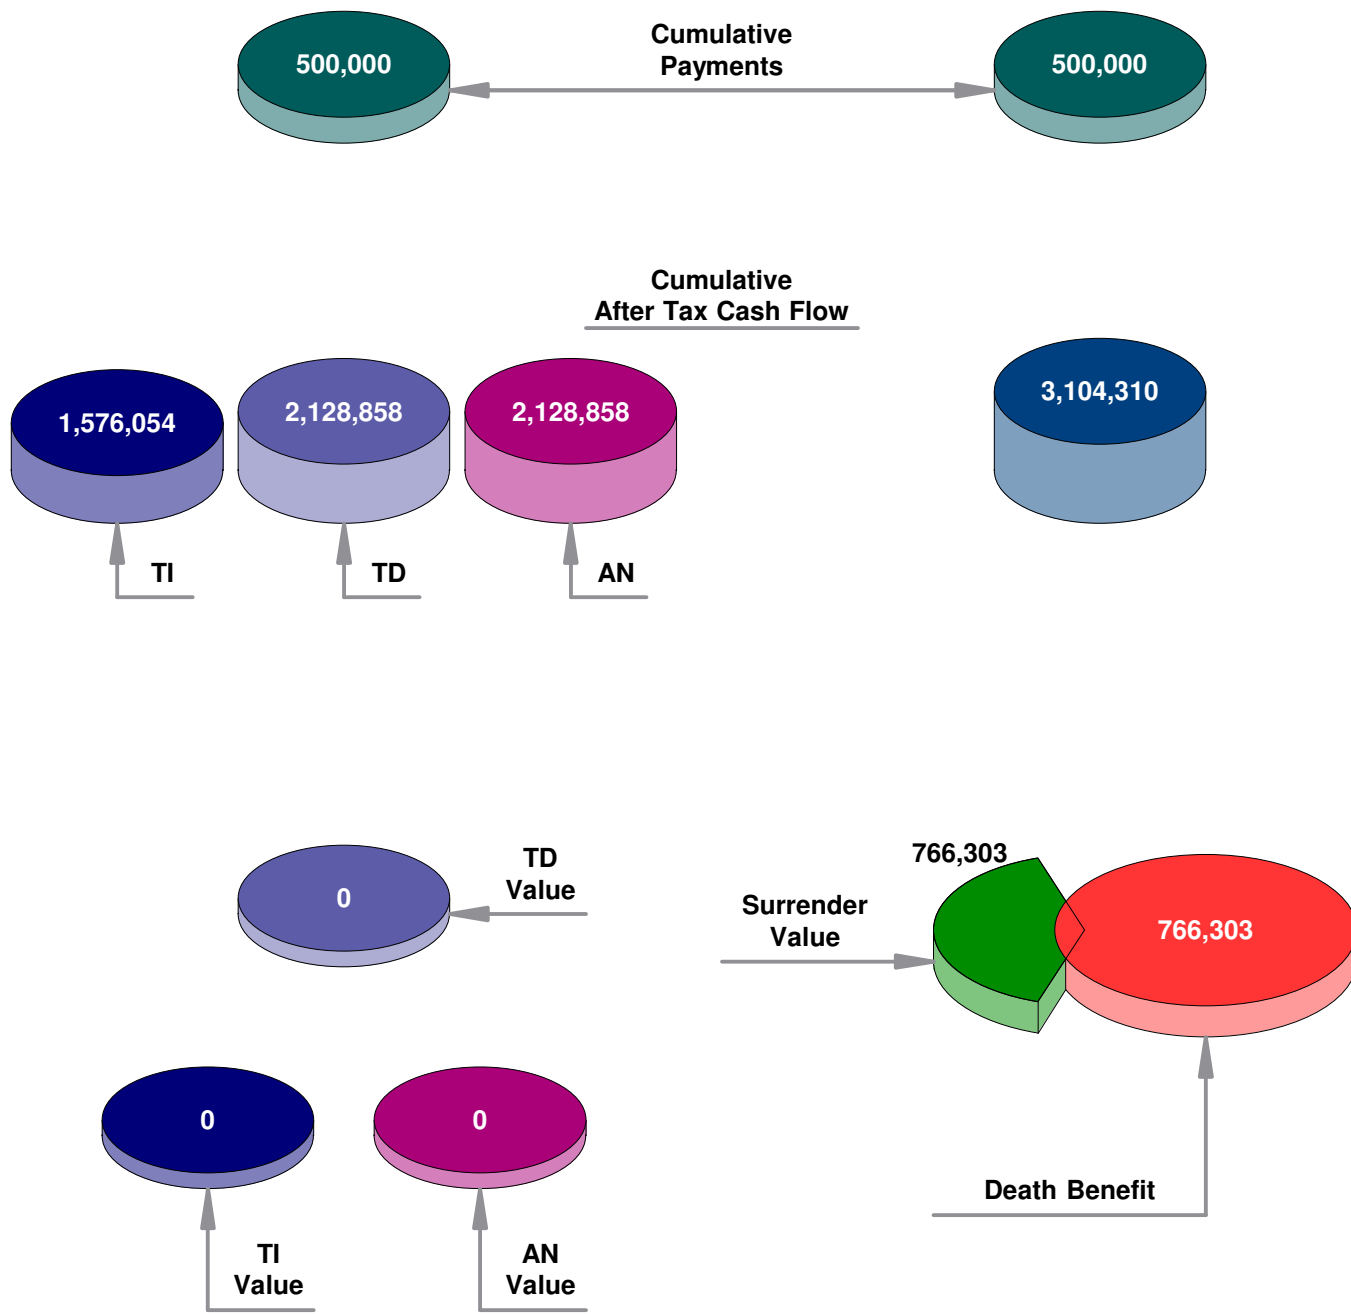 500,000
Cumulative
Payments
500,000
Cumulative
After Tax Cash Flow
1,576,054
2,128,858
2,128,858
3,104,310
TI
TD
AN
0
TD
Value
766,303
Surrender
Value
766,303
0
0
Death Benefit
TI
Value
AN
Value